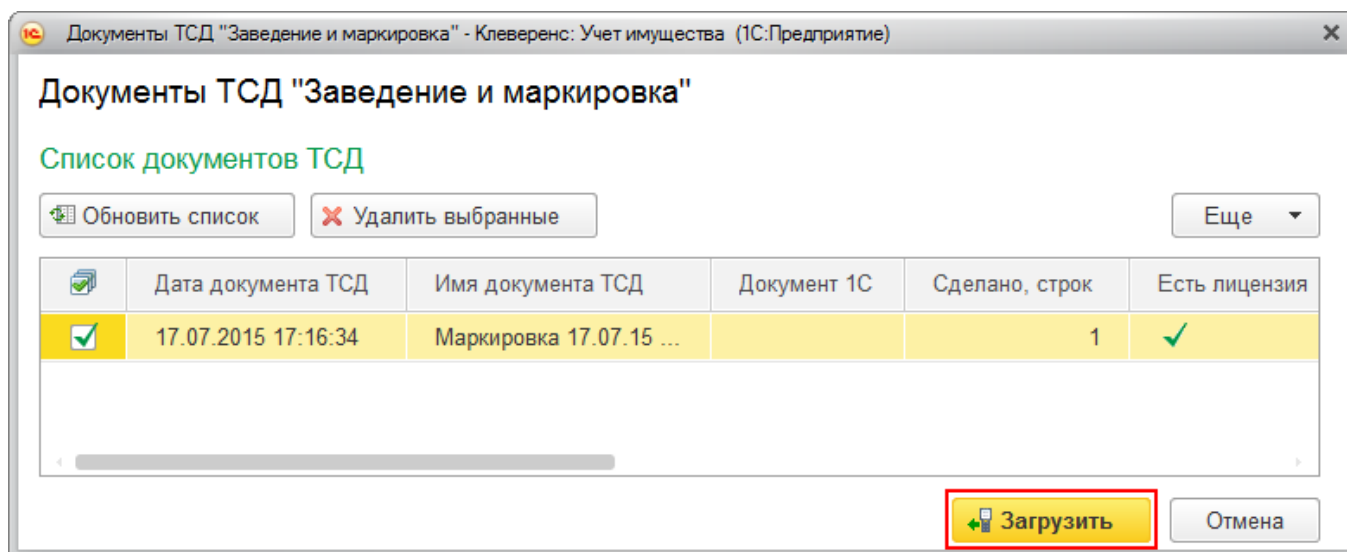 1С Документы ТСД "Заведение и маркировка" - Клеверенс: Учет имущества (1С:Предприятие)
Документы ТСД "Заведение и маркировка"
Список документов ТСД
Обновить список Удалить выбранные Еще
Дата документа ТСД Имя документа ТСД Документ 1С Сделано, строк Есть лицензия
17.07.2015 17:16:34 Маркировка 17.07.15 ... 1
Загрузить Отмена